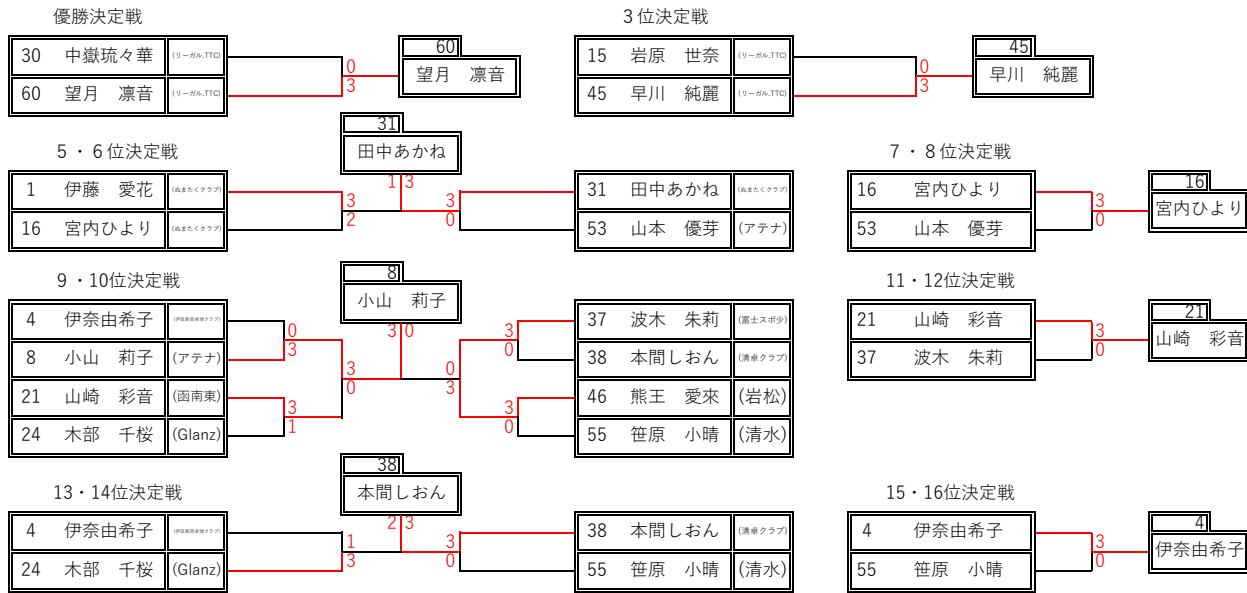 優勝決定戦
30 中嶽琉々華 (リーガル.TTC)
60 望月 凛音 (リーガル.TTC)
0
3
60
望月 凛音
３位決定戦
15 岩原 世奈 (リーガル.TTC)
45 早川 純麗 (リーガル.TTC)
0
3
45
早川 純麗
５・６位決定戦
1 伊藤 愛花 (ぬまたくクラブ)
16 宮内ひより (ぬまたくクラブ)
3
2
31
田中あかね
1 3
3
0
31 田中あかね (ぬまたくクラブ)
53 山本 優芽 (アテナ)
７・８位決定戦
16 宮内ひより
53 山本 優芽
3
0
16
宮内ひより
９・10位決定戦
4 伊奈由希子
8 小山 莉子 (アテナ)
21 山崎 彩音 (函南東)
24 木部 千桜 (Glanz)
0
3
3
1
3
0
8
小山 莉子
3 0
0
3
3
0
3
0
37 波木 朱莉 (富士スポ少)
38 本間しおん (清卓クラブ)
46 熊王 愛來 (岩松)
55 笹原 小晴 (清水)
11・12位決定戦
21 山崎 彩音
37 波木 朱莉
3
0
21
山崎 彩音
13・14位決定戦
4 伊奈由希子
24 木部 千桜 (Glanz)
1
3
38
本間しおん
2 3
3
0
38 本間しおん (清卓クラブ)
55 笹原 小晴 (清水)
15・16位決定戦
4 伊奈由希子
55 笹原 小晴
3
0
4
伊奈由希子